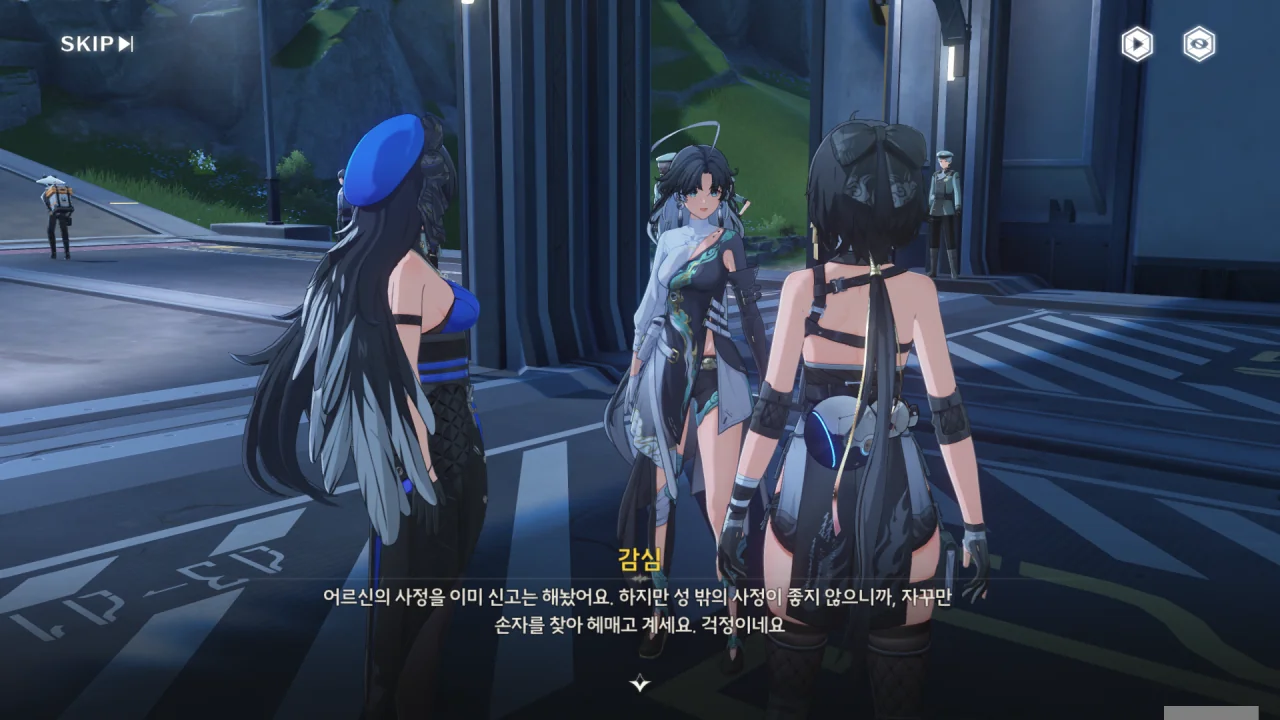 SKIP
감심
어르신의 사정을 이미 신고는 해놨어요. 하지만 성 밖의 사정이 좋지 않으니까, 자꾸만
손자를 찾아 헤매고 계세요. 걱정이네요